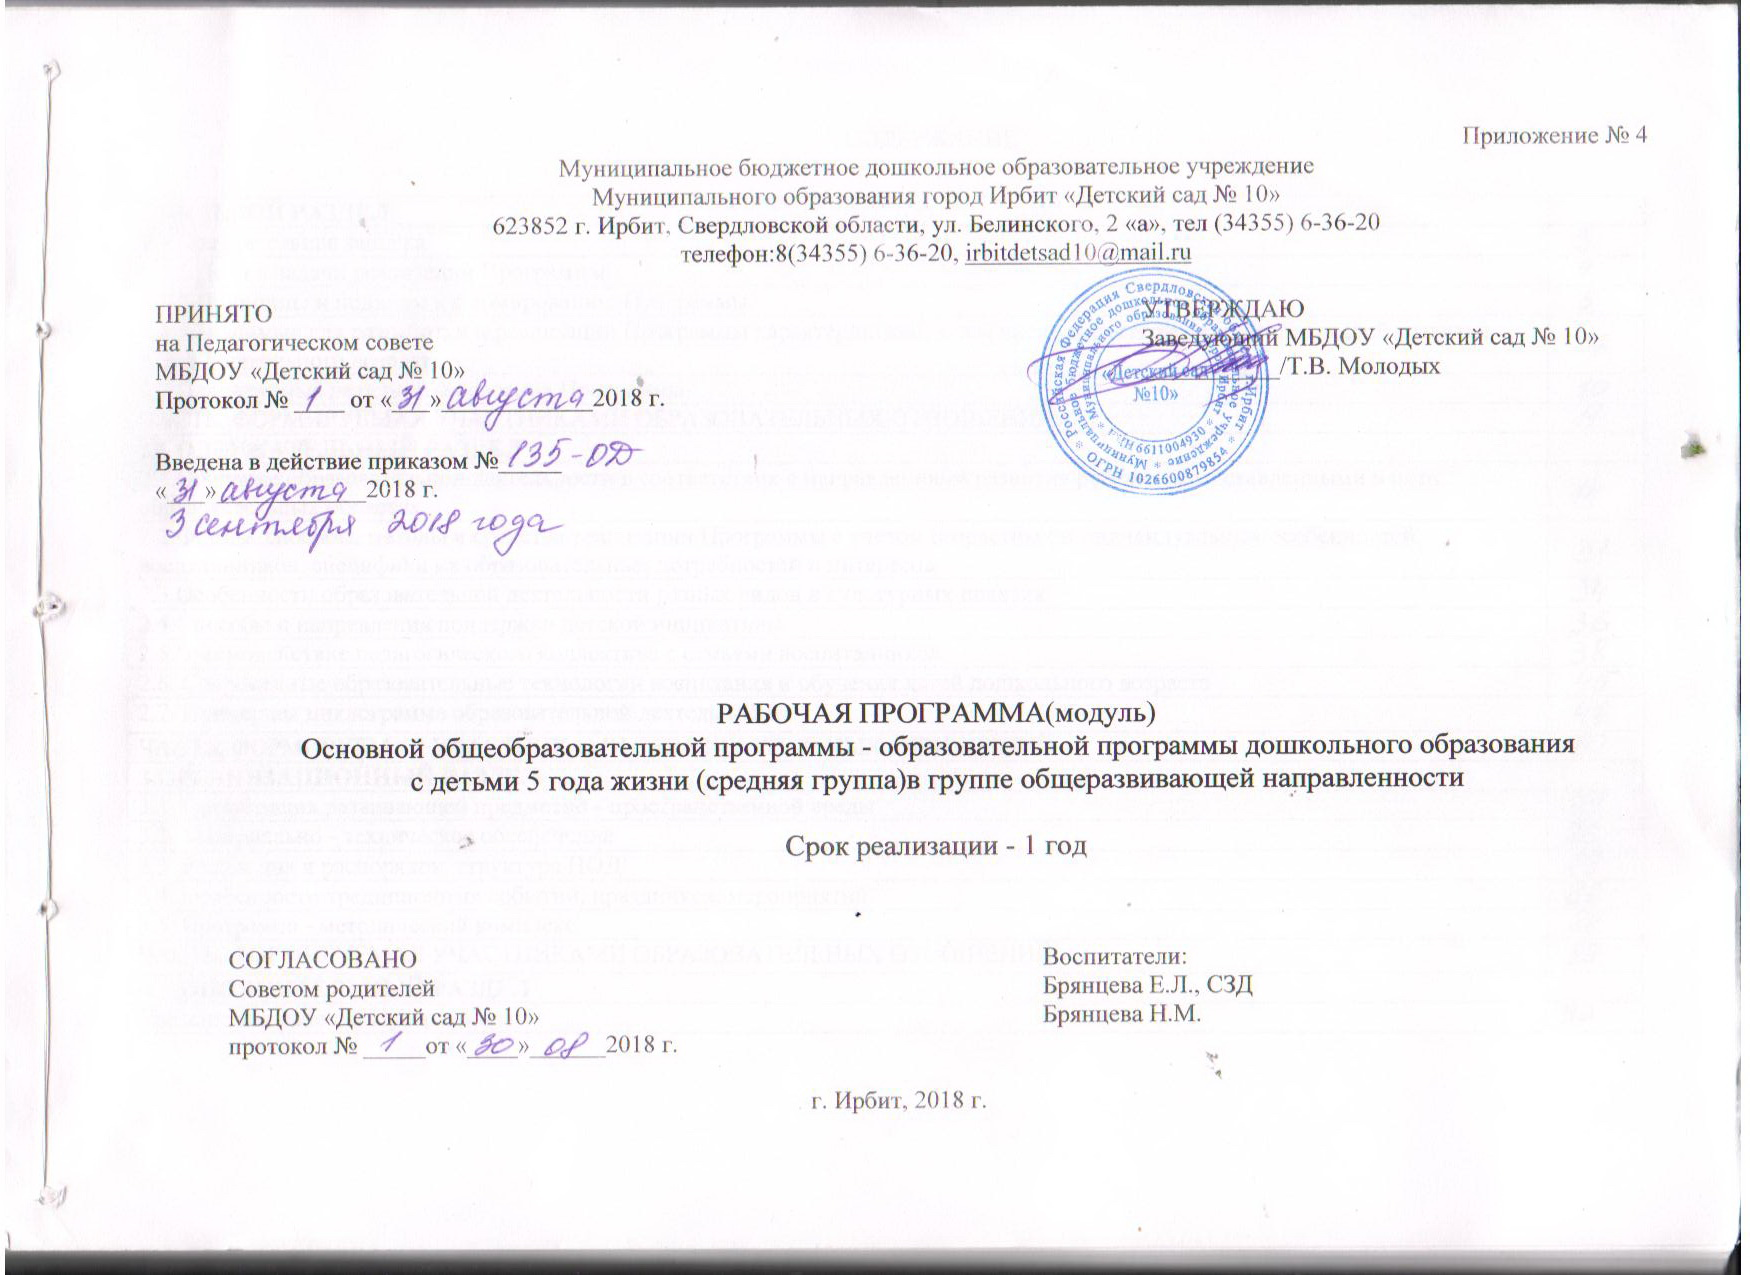 Приложение № 4
Муниципальное бюджетное дошкольное образовательное учреждение
Муниципального образования город Ирбит «Детский сад № 10»
623852 г. Ирбит, Свердловской области, ул. Белинского, 2 «а», тел (34355) 6-36-20
телефон:8(34355) 6-36-20, irbitdetsad10@mail.ru
ПРИНЯТО
на Педагогическом совете
МБДОУ «Детский сад № 10»
Протокол № 1 от «31» августа 2018 г.
Введена в действие приказом № 135-ОД
«31» августа 2018 г.
3 сентября 2018 года
УТВЕРЖДАЮ
Заведующий МБДОУ «Детский сад № 10»
/Т.В. Молодых
«Детский сад
№10»
ОГРН 1026600879854
РАБОЧАЯ ПРОГРАММА(модуль)
Основной общеобразовательной программы - образовательной программы дошкольного образования
с детьми 5 года жизни (средняя группа)в группе общеразвивающей направленности
Срок реализации - 1 год
СОГЛАСОВАНО
Советом родителей
МБДОУ «Детский сад № 10»
протокол № 1 от «30» 08 2018 г.
Воспитатели:
Брянцева Е.Л., СЗД
Брянцева Н.М.
г. Ирбит, 2018 г.